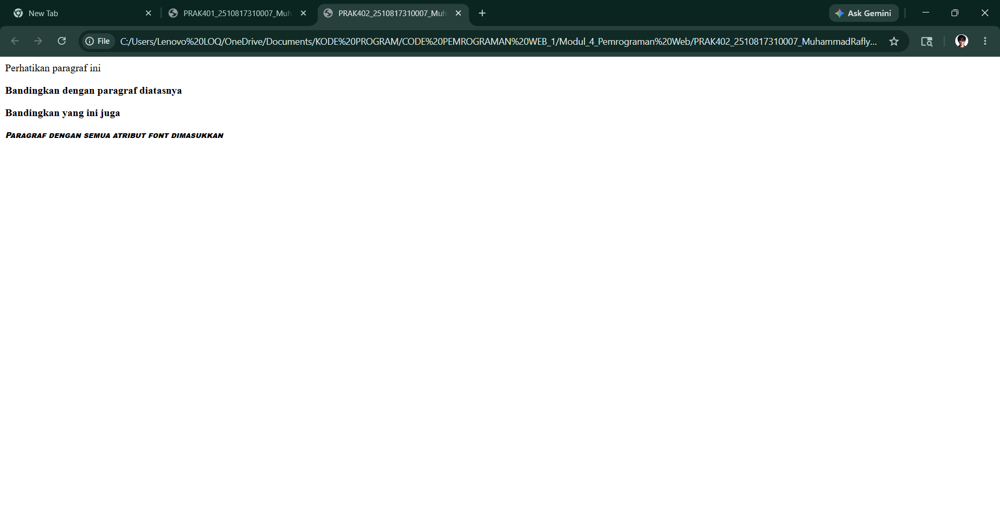 New Tab
PRAK401_2510817310007_Muh
PRAK402_2510817310007_Muh
Ask Gemini
File
C:/Users/Lenovo%20LOQ/OneDrive/Documents/KODE%20PROGRAM/CODE%20PEMROGRAMAN%20WEB_1/Modul_4_Pemrograman%20Web/PRAK402_2510817310007_MuhammadRafly...
Perhatikan paragraf ini
Bandingkan dengan paragraf diatasnya
Bandingkan yang ini juga
Paragraf dengan semua atribut font dimasukkan